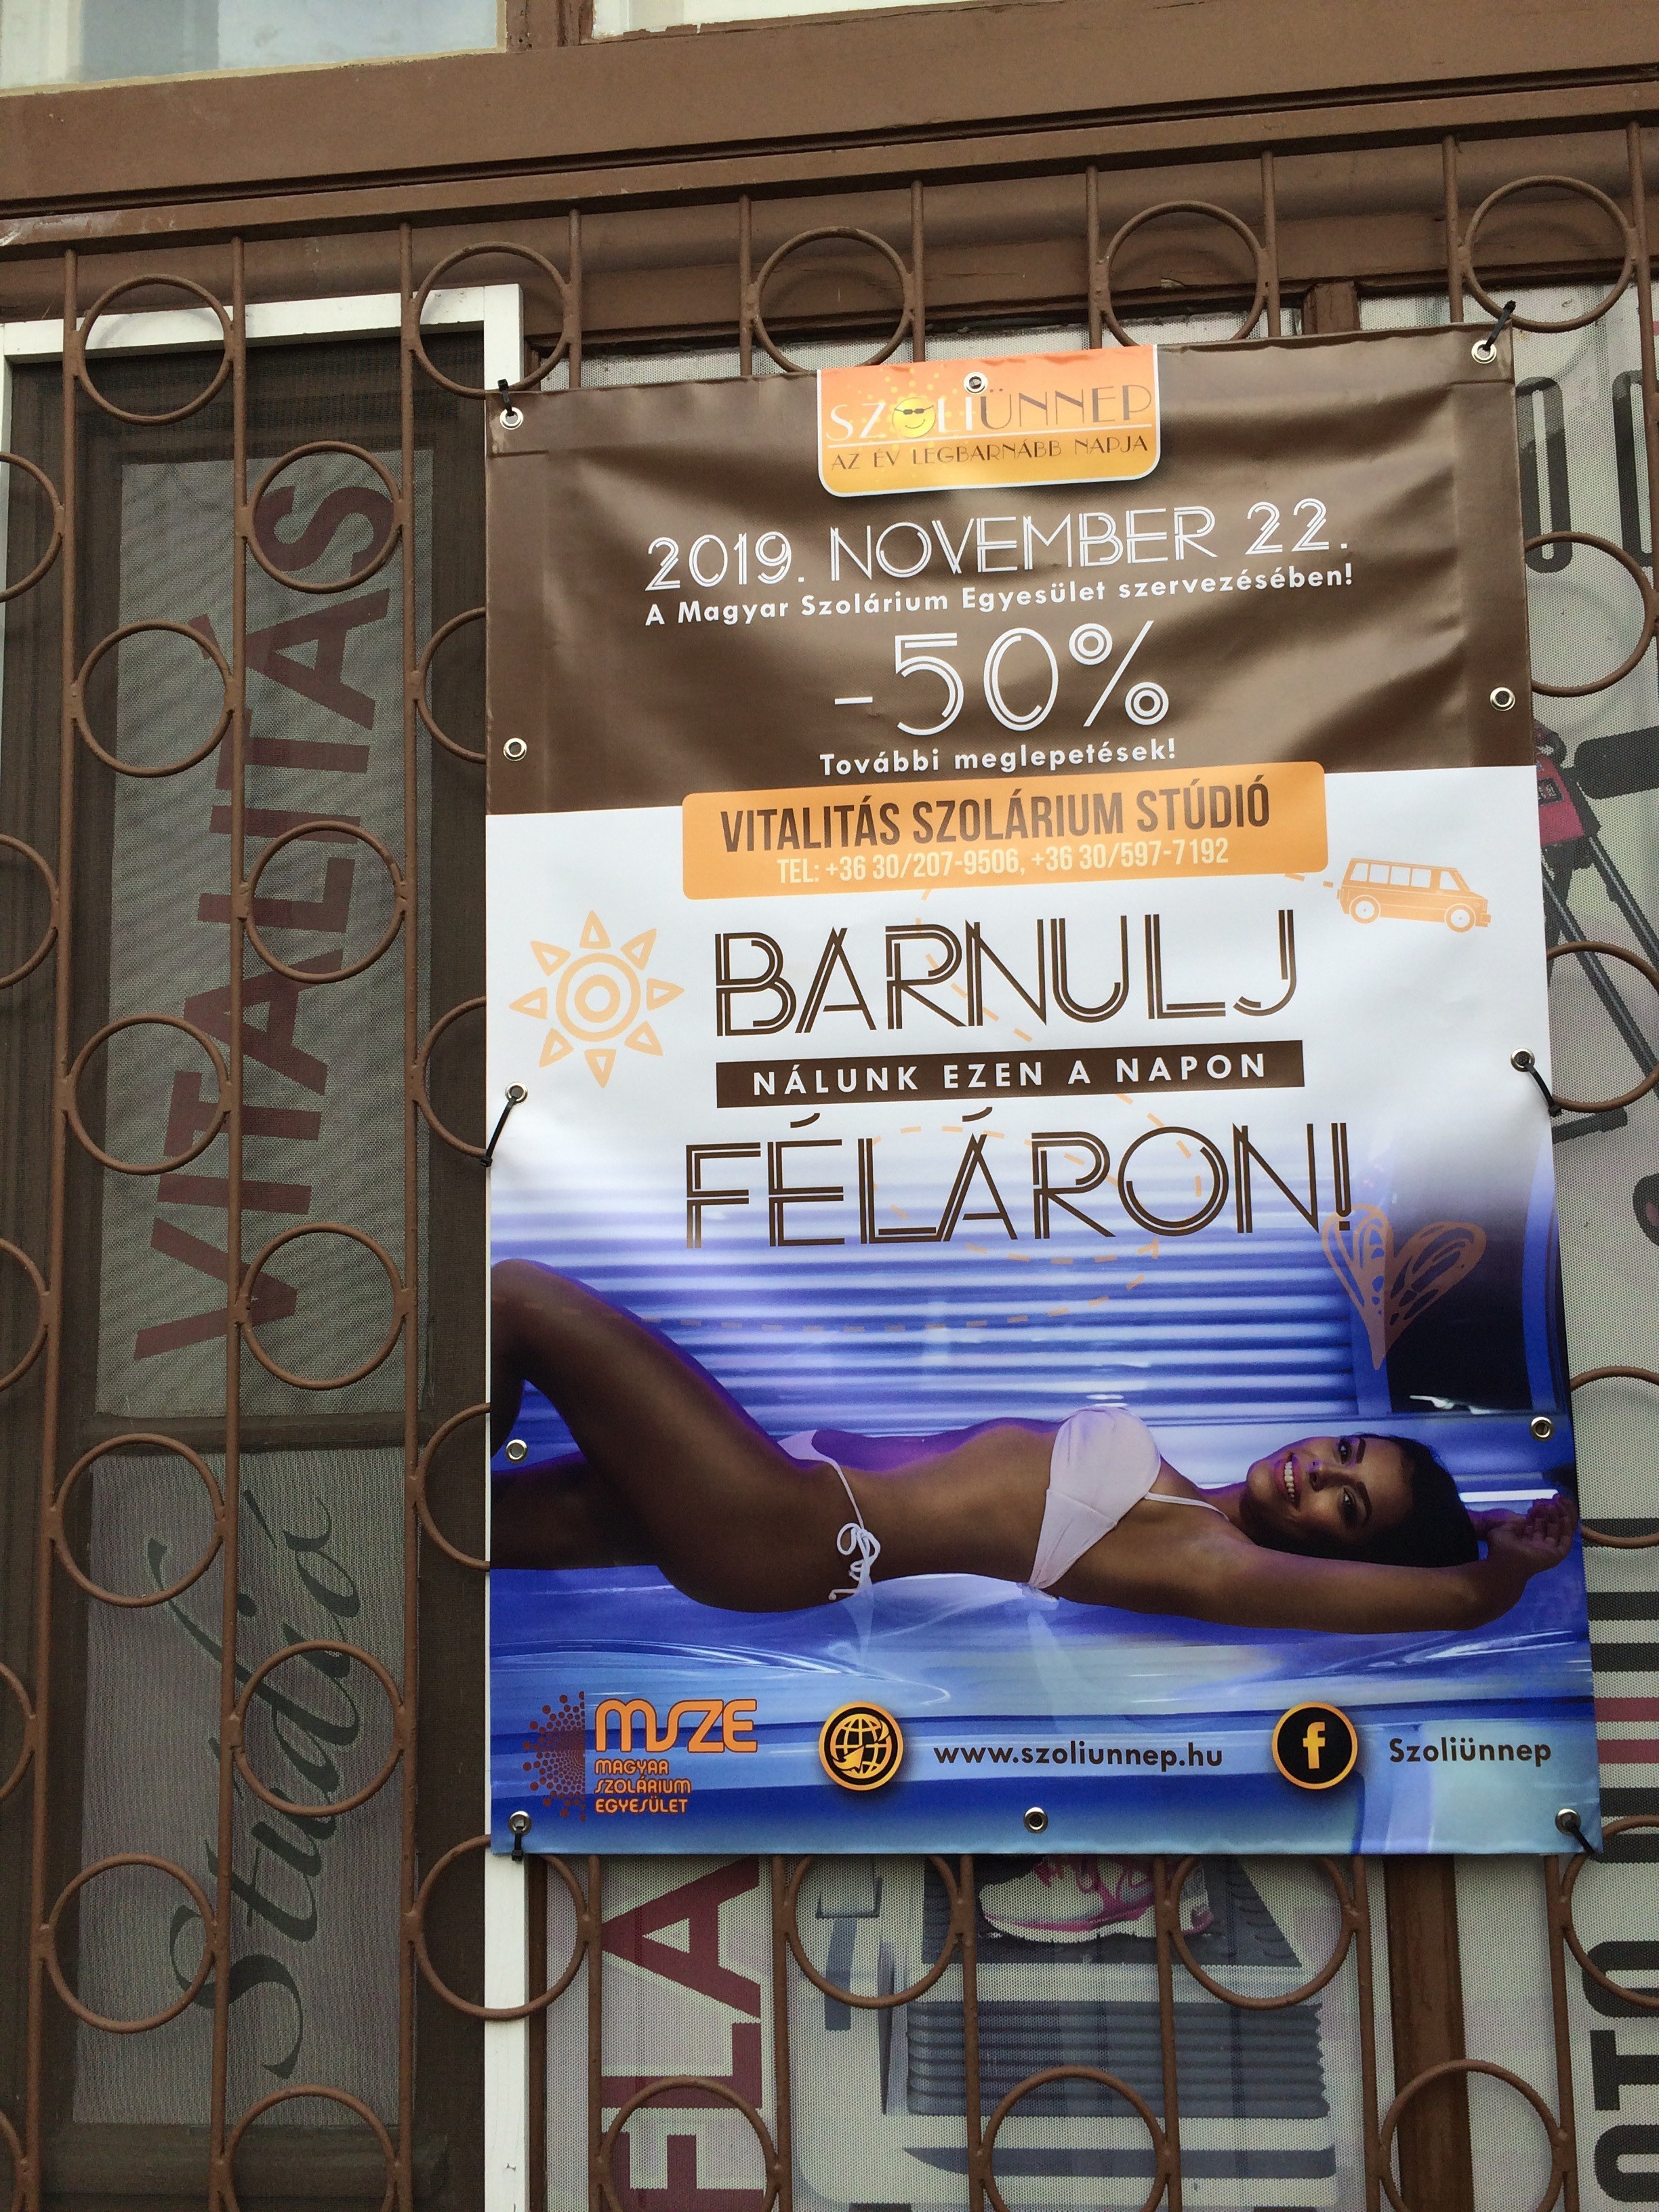 SZOLIÜNNEP
AZ ÉV LEGBARNÁBB NAPJA
2019. NOVEMBER 22.
A Magyar Szolárium Egyesület szervezésében!
-50%
További meglepetések!
VITALITÁS SZOLÁRIUM STÚDIÓ
TEL: +36 30/207-9506, +36 30/597-7192
BARNULJ
NÁLUNK EZEN A NAPON
FÉLÁRON!
MSZE
MAGYAR
SZOLÁRIUM
EGYESÜLET
www.szoliunnep.hu
f
Szoliünnep
VITALITÁS
Stúdió